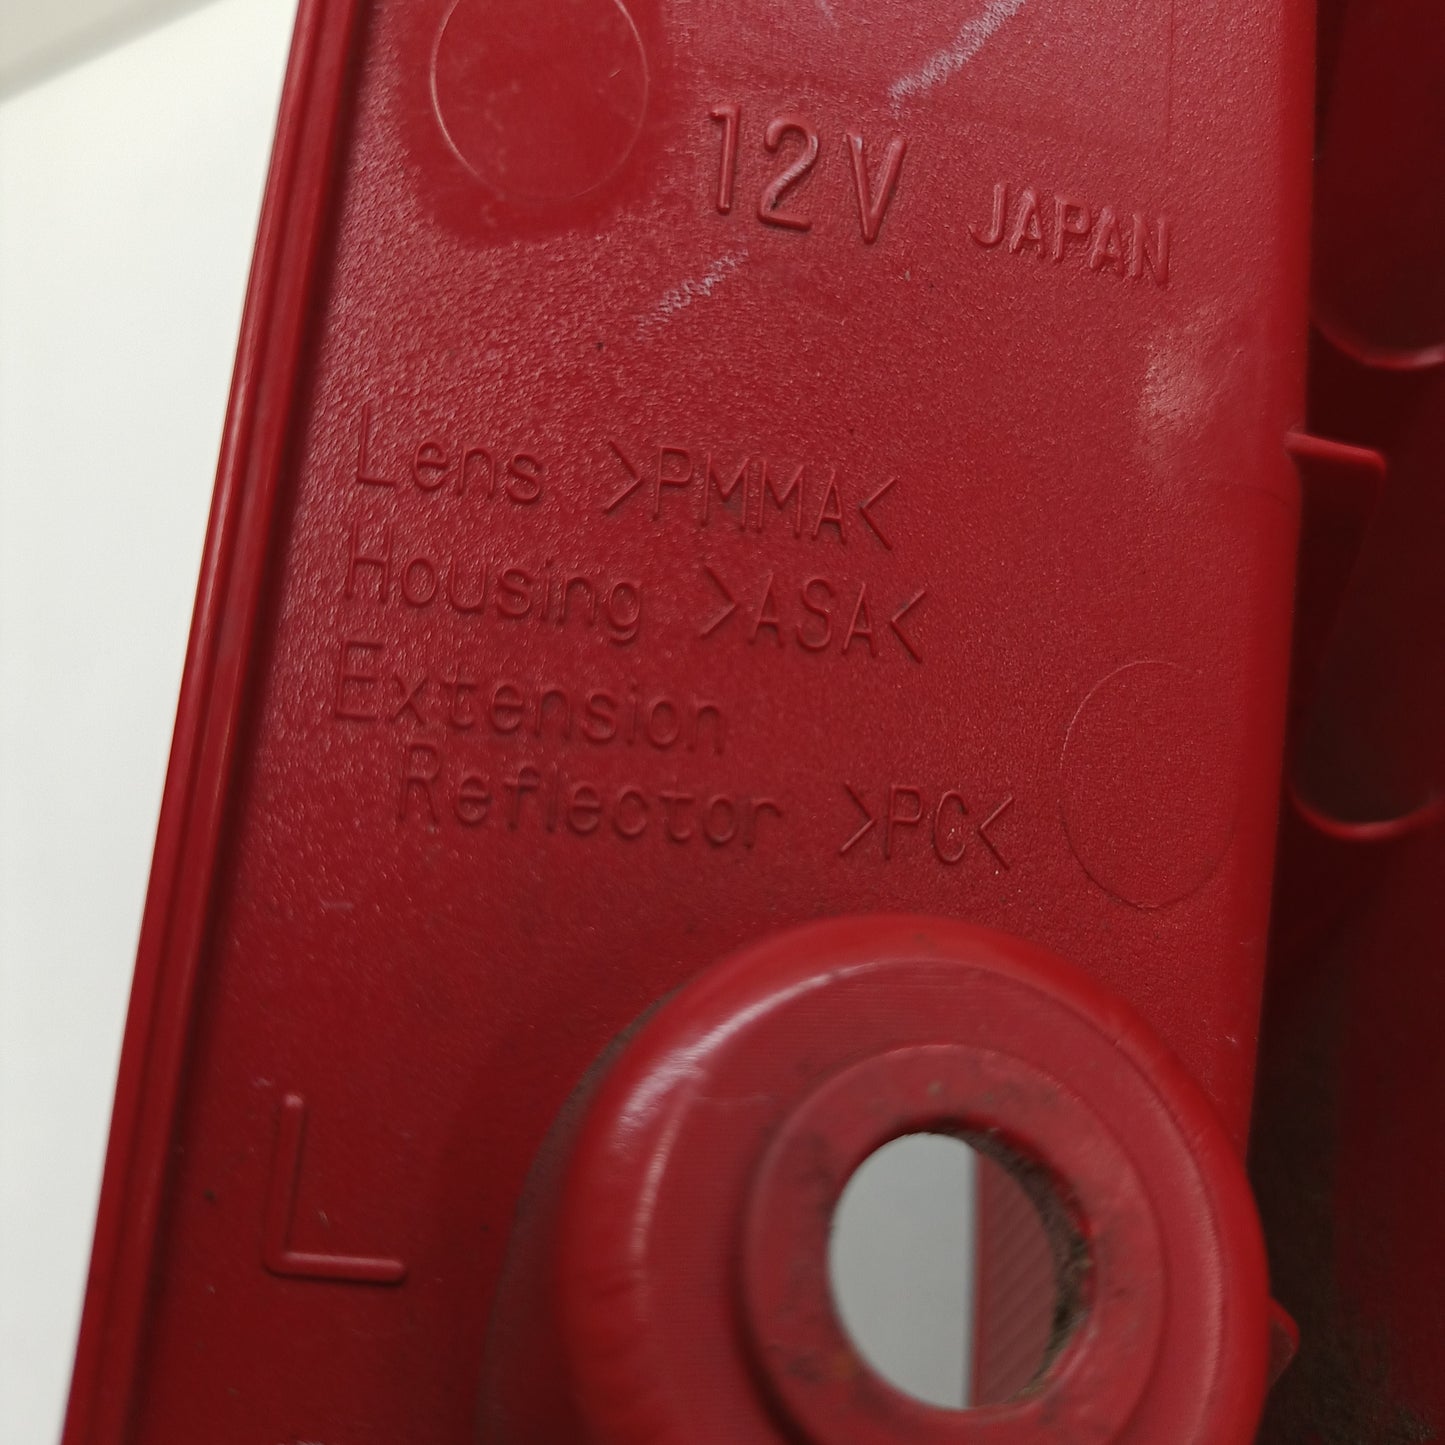 12V JAPAN
Lens >PMMA<
Housing >ASA<
Extension
Reflector >PC<
L